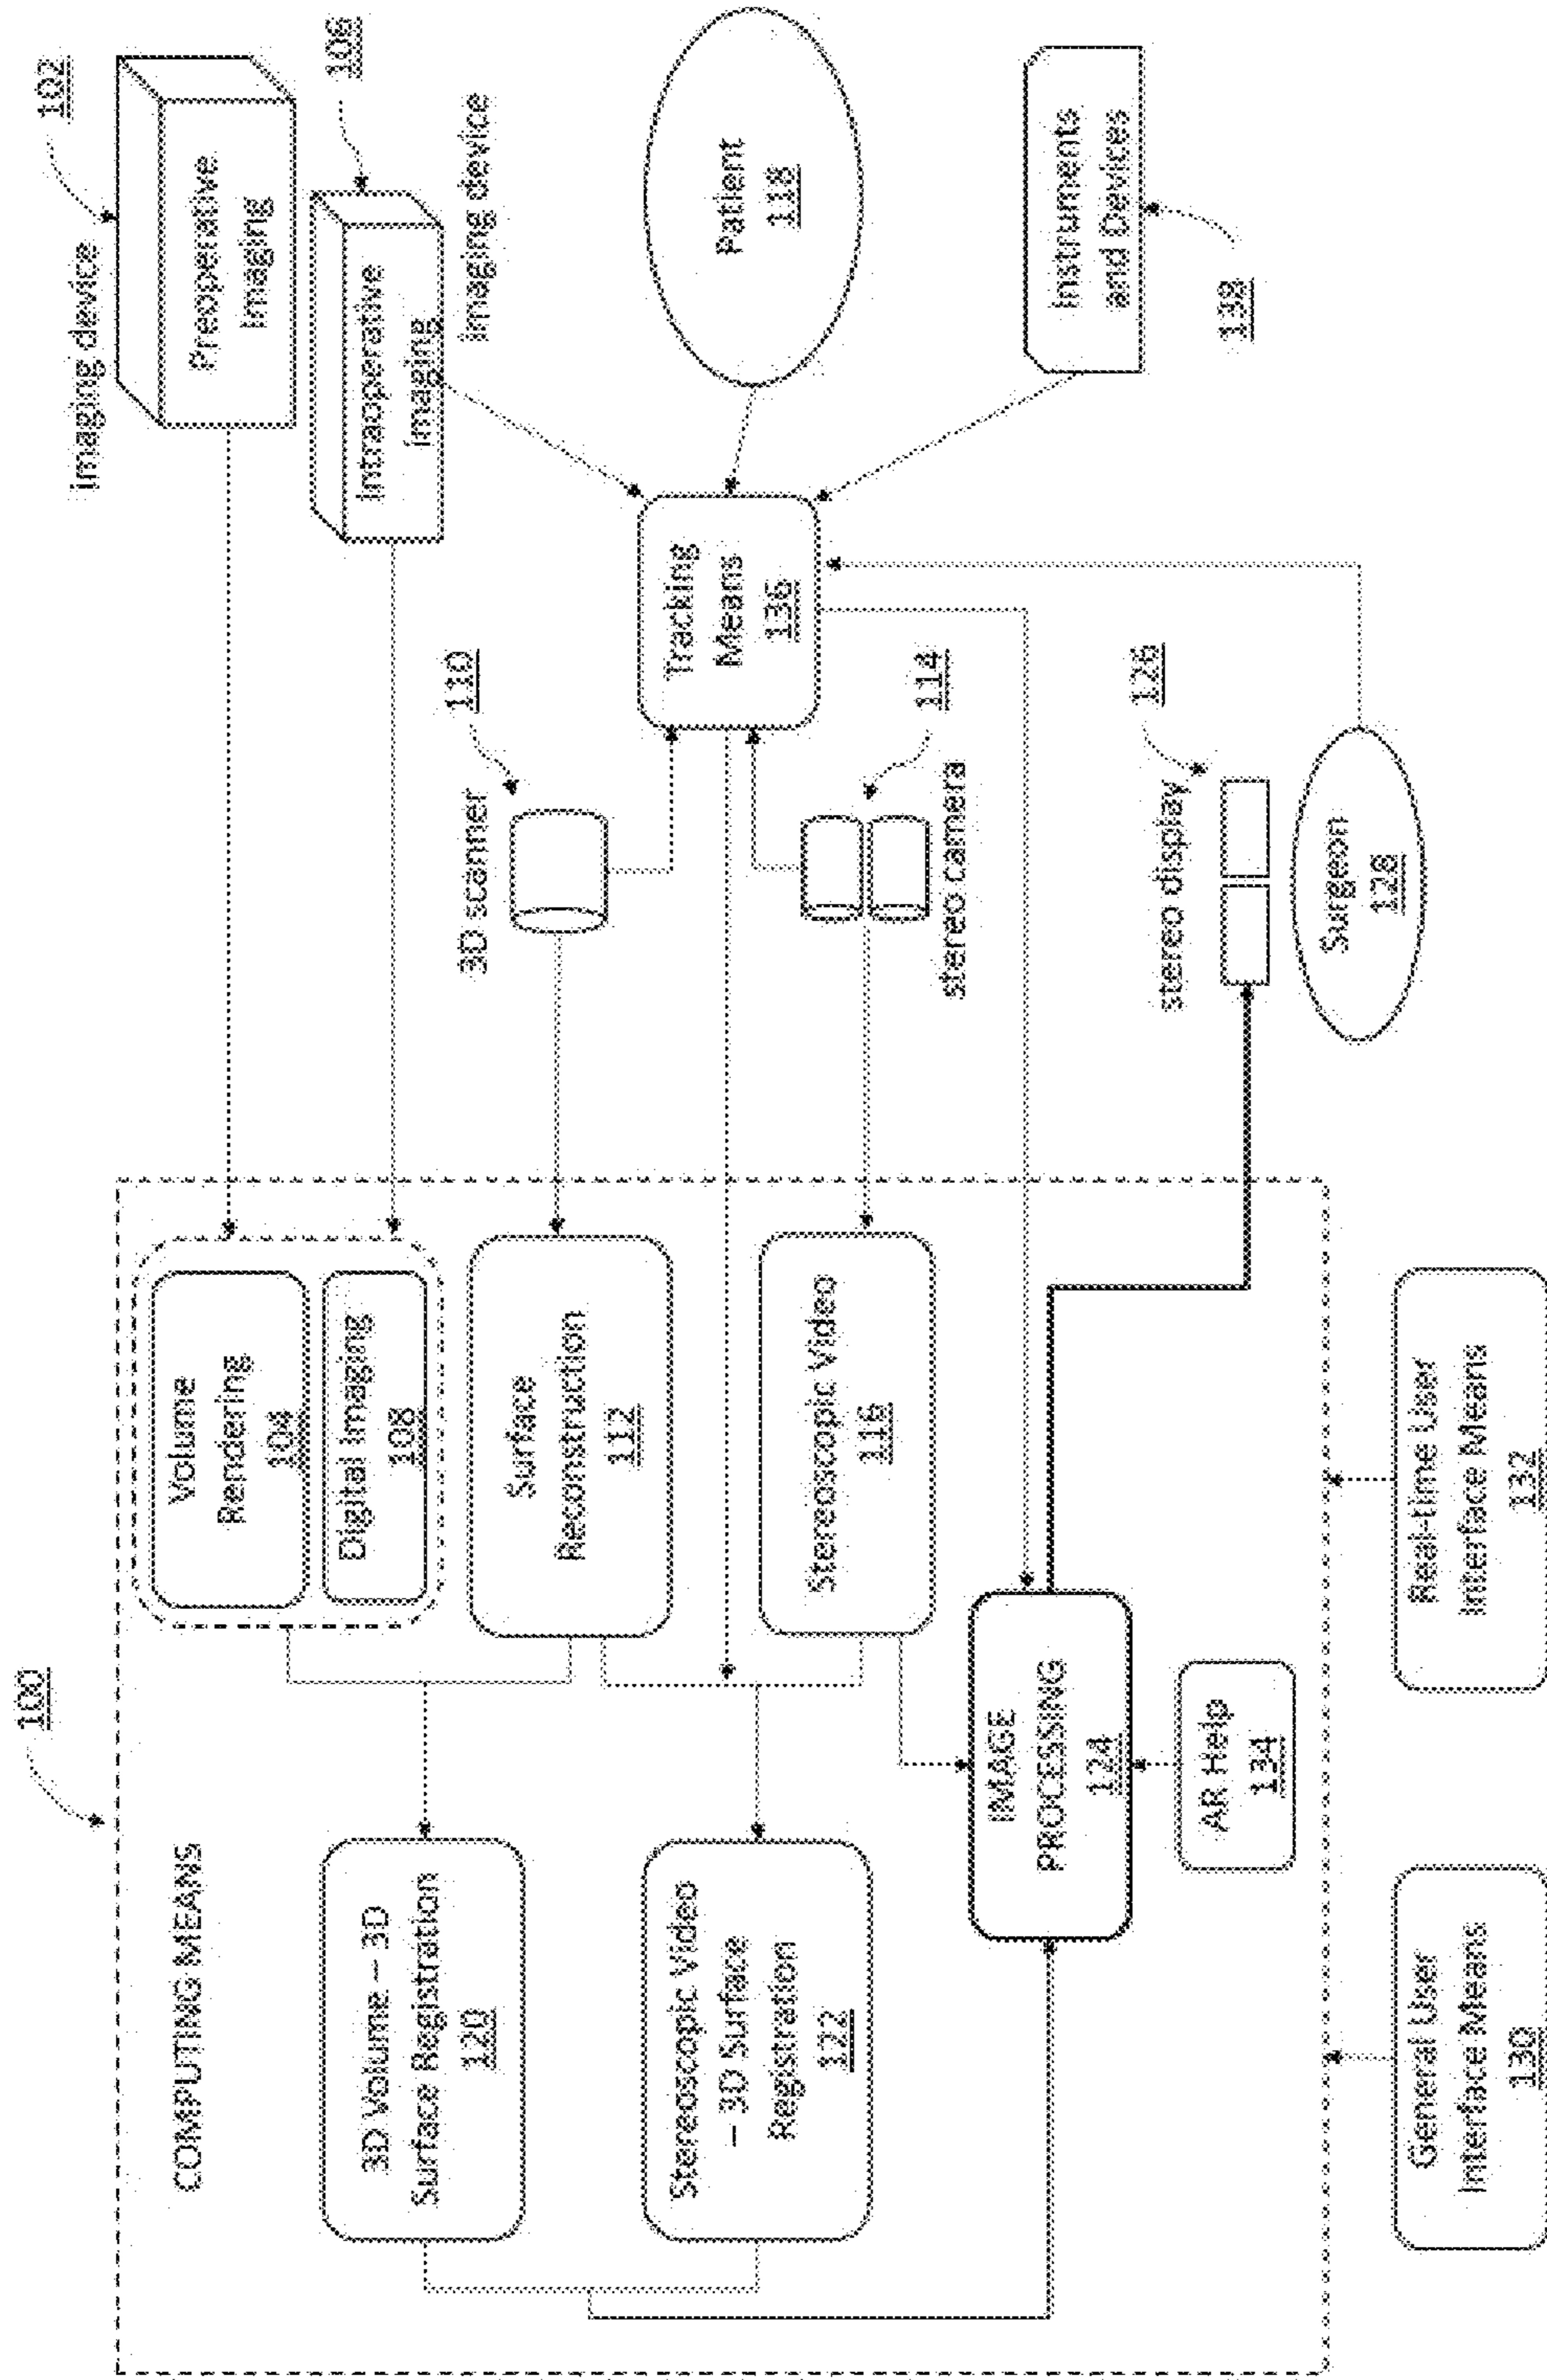 100
102
imaging device
COMPUTING MEANS
Volume
Rendering
104
Preoperative
Imaging
106
Digital Imaging
108
Intraoperative
Imaging
imaging device
3D Volume – 3D
Surface Registration
120
Surface
Reconstruction
112
3D scanner
110
Tracking
Means
136
Patient
118
Stereoscopic Video
– 3D Surface
Registration
122
Stereoscopic Video
116
stereo camera
114
IMAGE
PROCESSING
124
Instruments
and Devices
138
AR Help
134
stereo display
126
Surgeon
128
General User
Interface Means
130
Real-time User
Interface Means
132